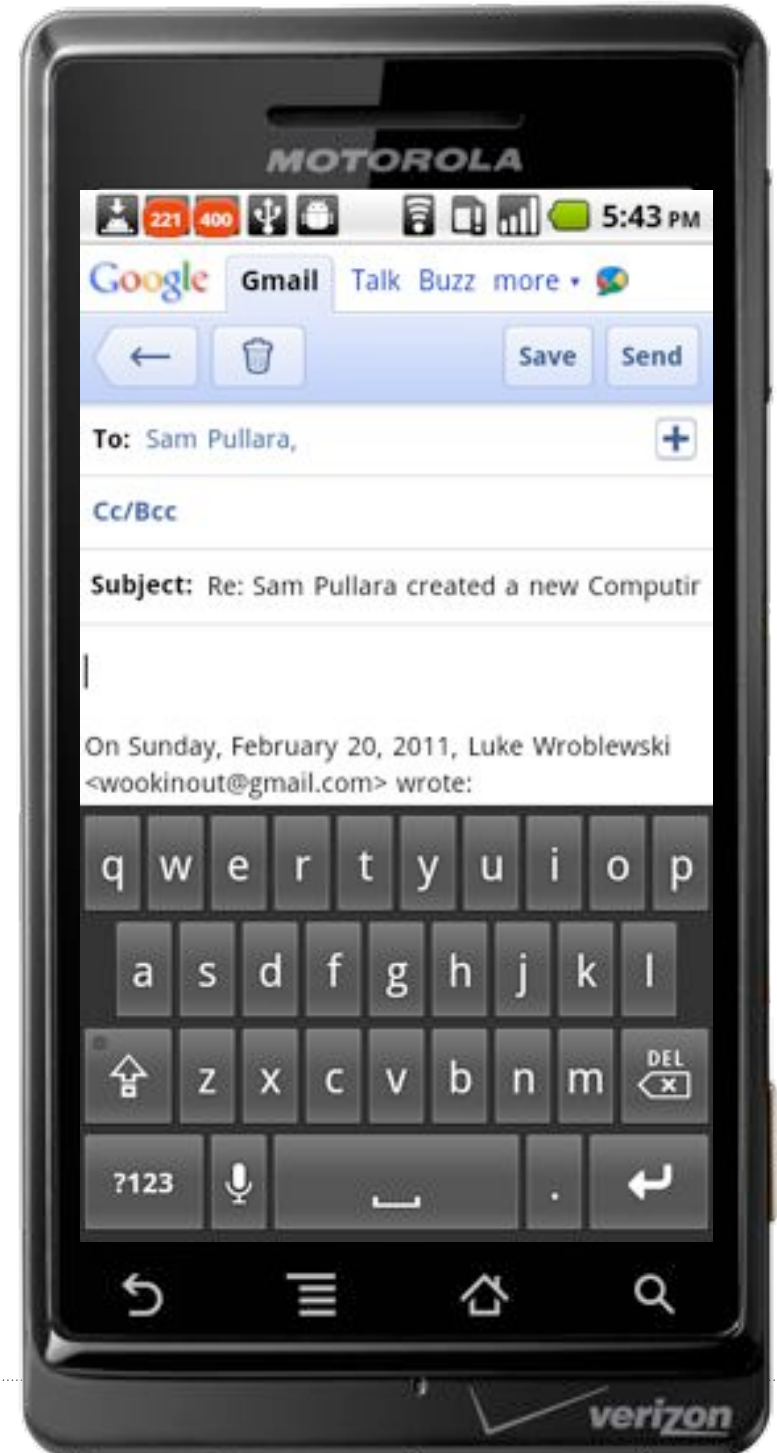 MOTOROLA
221 400 5:43 PM
Google Gmail Talk Buzz more
Save Send
To: Sam Pullara,
Cc/Bcc
Subject: Re: Sam Pullara created a new Computir
On Sunday, February 20, 2011, Luke Wroblewski
<wookinout@gmail.com> wrote:
q w e r t y u i o p
a s d f g h j k l
z x c v b n m DEL
?123 .
verizon